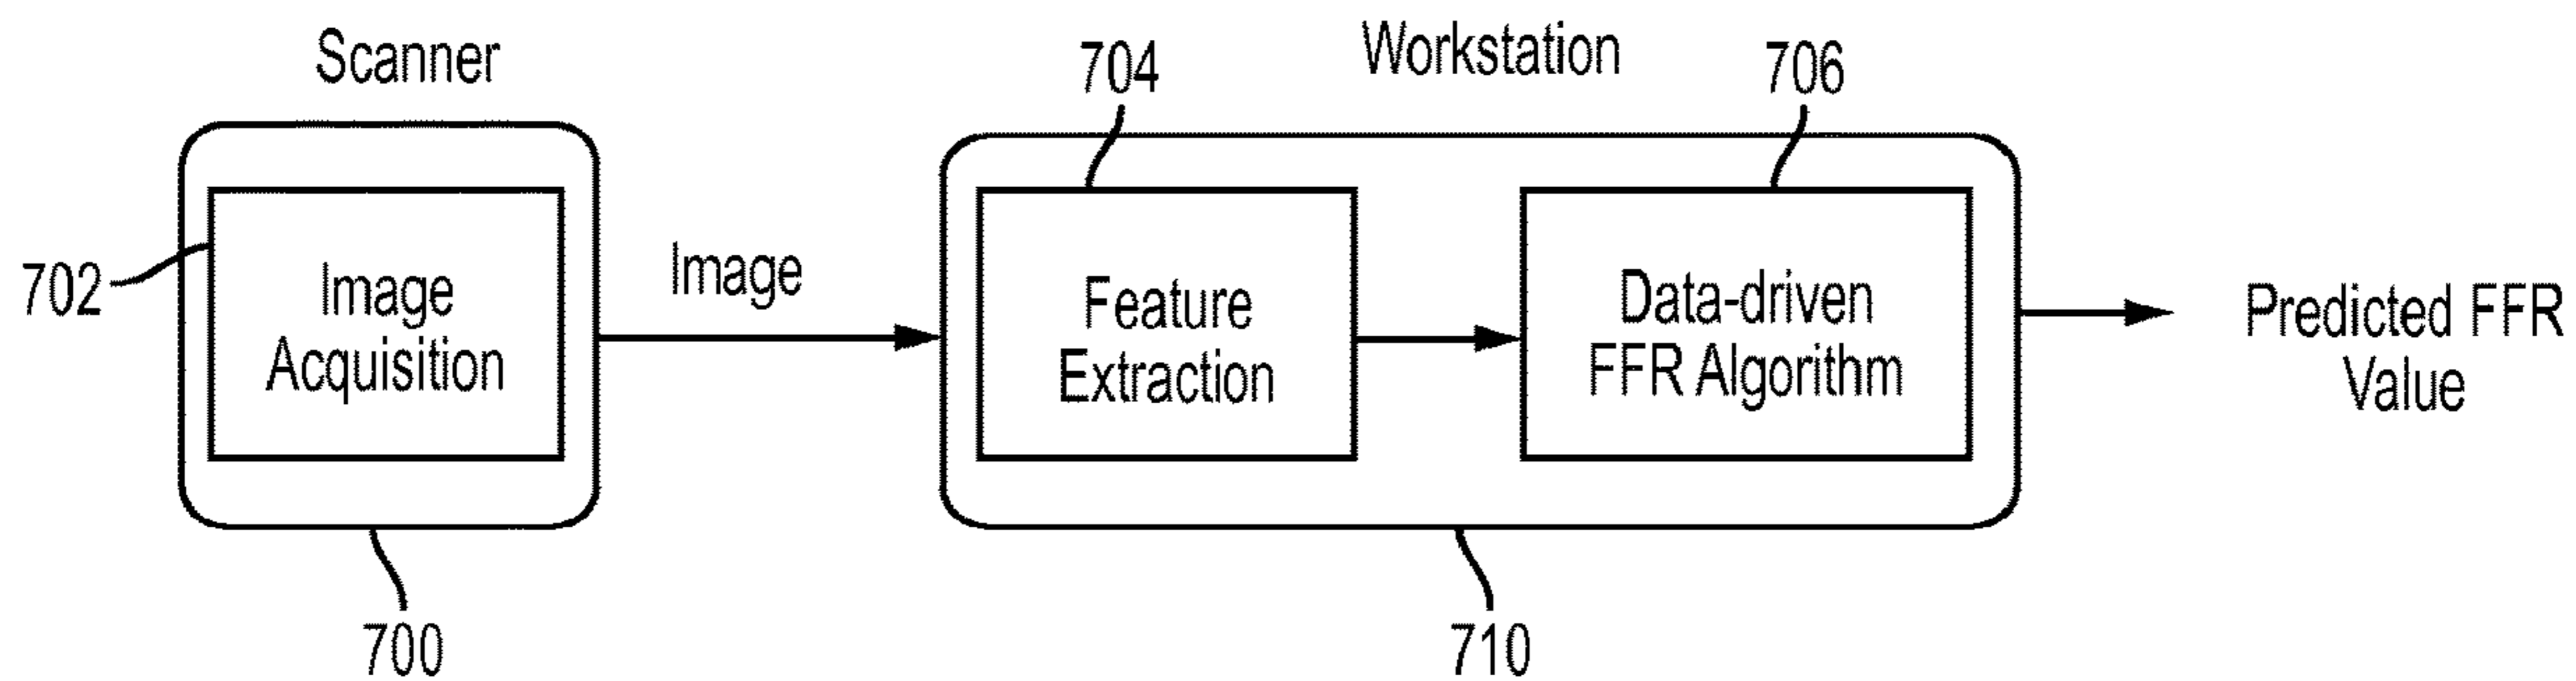 Scanner
Workstation
704
706
702
Image
Acquisition
Image
Feature
Extraction
Data-driven
FFR Algorithm
Predicted FFR
Value
700
710